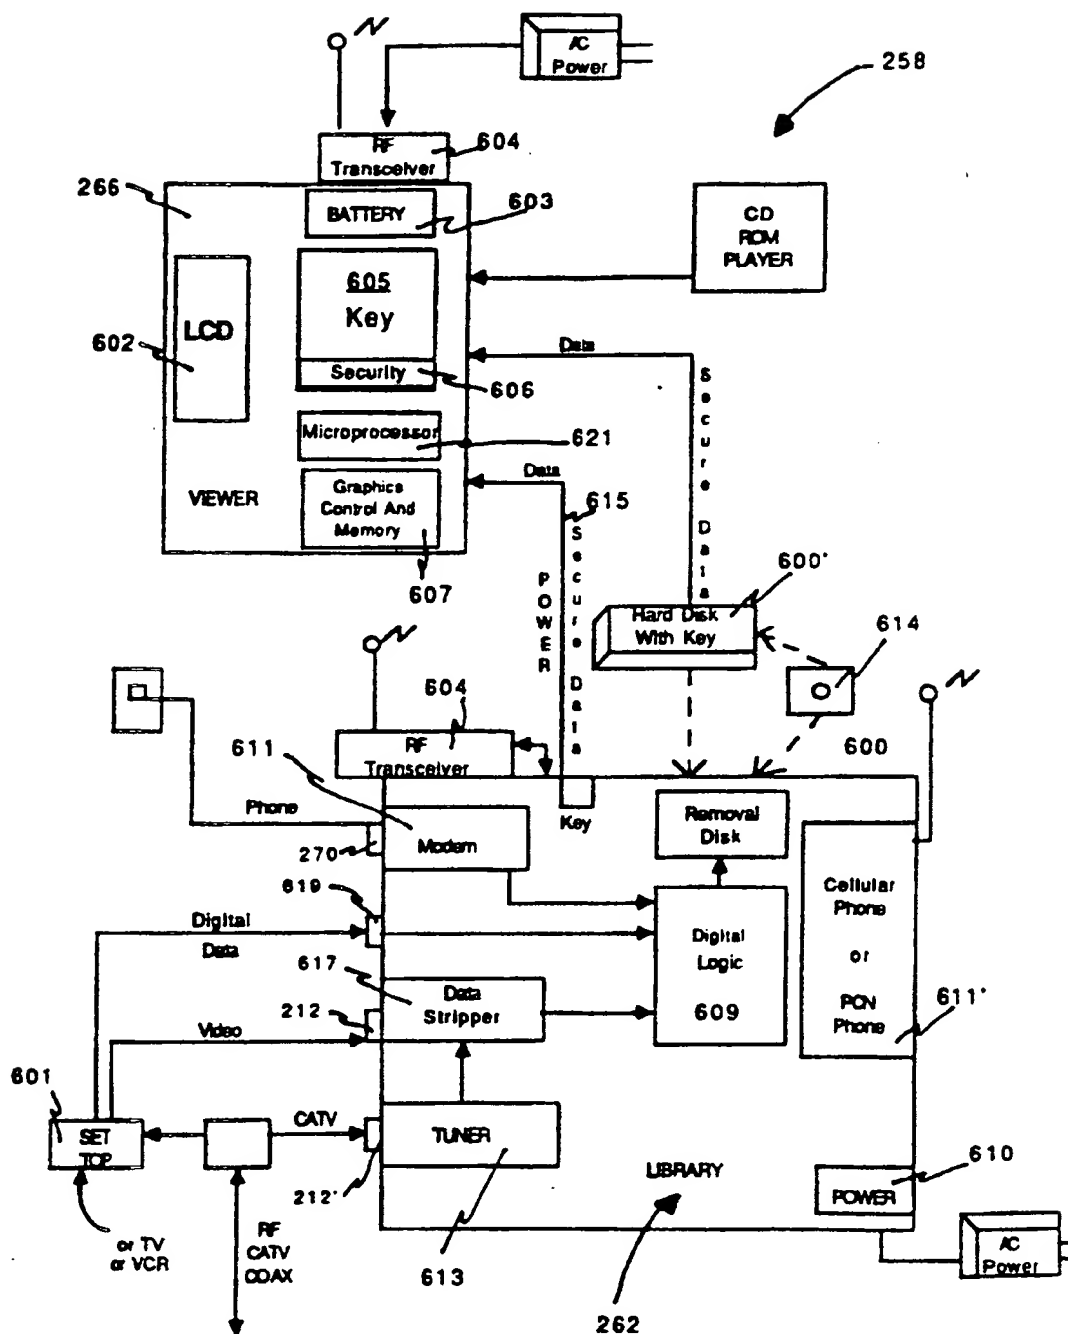 A/C
Power
258
RF
Transceiver
604
266
BATTERY
603
CD
ROM
PLAYER
605
Key
LCD
602
Security
606
Data
Secure Data
Microprocessor
621
Data
615
VIEWER
Graphics
Control And
Memory
607
POWER
Secure Data
600'
Hard Disk
With Key
614
604
600
611
RF
Transceiver
Phone
Key
Removal
Disk
Modem
270
619
Cellular
Phone
or
PCN
Phone
Digital
Data
Digital
Logic
609
617
Data
Stripper
611'
212
Video
601
SET
TOP
CATV
TUNER
LIBRARY
610
POWER
212'
or TV
or VCR
RF
CATV
COAX
613
262
A/C
Power